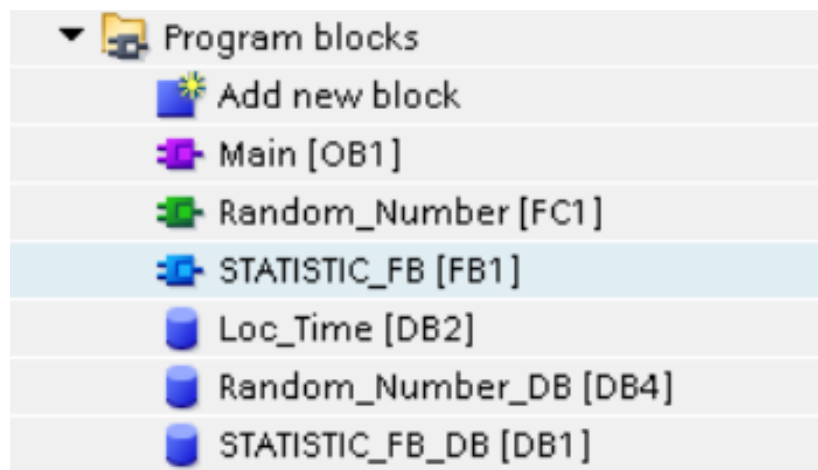 Program blocks
Add new block
Main [OB1]
Random_Number [FC1]
STATISTIC_FB [FB1]
Loc_Time [DB2]
Random_Number_DB [DB4]
STATISTIC_FB_DB [DB1]